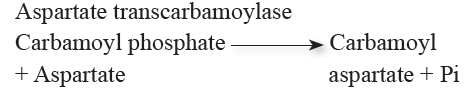 Aspartate transcarbamoylase
Carbamoyl phosphate → Carbamoyl
+ Aspartate aspartate + Pi